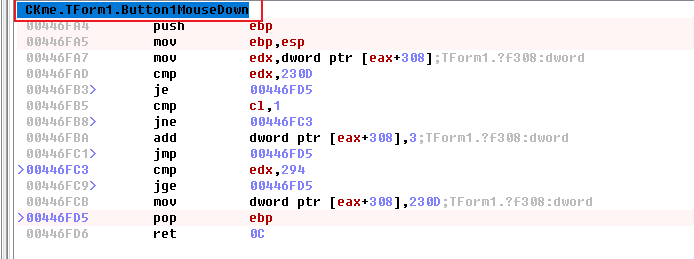 CKme.TForm1.Button1MouseDown
00446FA4 push ebp
00446FA5 mov ebp,esp
00446FA7 mov edx,dword ptr [eax+308];TForm1.?f308:dword
00446FAD cmp edx,230D
00446FB3> je 00446FD5
00446FB5 cmp cl,1
00446FB8> jne 00446FC3
00446FBA add dword ptr [eax+308],3;TForm1.?f308:dword
00446FC1> jmp 00446FD5
>00446FC3 cmp edx,294
00446FC9> jge 00446FD5
00446FCB mov dword ptr [eax+308],230D;TForm1.?f308:dword
>00446FD5 pop ebp
00446FD6 ret 0C